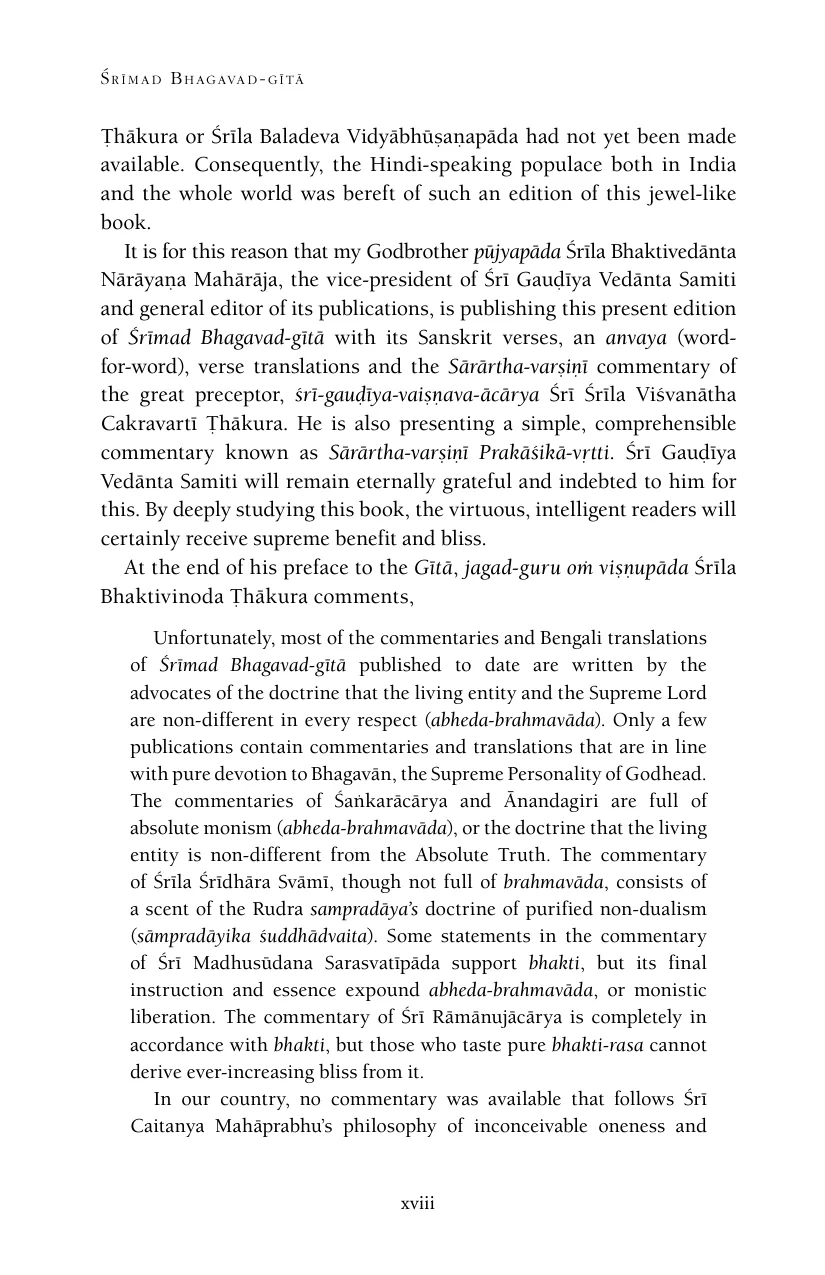 Śrīmad Bhagavad-gītā
Ṭhākura or Śrīla Baladeva Vidyābhūṣaṇapāda had not yet been made
available. Consequently, the Hindi-speaking populace both in India
and the whole world was bereft of such an edition of this jewel-like
book.
It is for this reason that my Godbrother pūjyapāda Śrīla Bhaktivedānta
Nārāyaṇa Mahārāja, the vice-president of Śrī Gauḍīya Vedānta Samiti
and general editor of its publications, is publishing this present edition
of Śrīmad Bhagavad-gītā with its Sanskrit verses, an anvaya (word-
for-word), verse translations and the Sārārtha-varṣiṇī commentary of
the great preceptor, śrī-gauḍīya-vaiṣṇava-ācārya Śrī Śrīla Viśvanātha
Cakravartī Ṭhākura. He is also presenting a simple, comprehensible
commentary known as Sārārtha-varṣiṇī Prakāśikā-vṛtti. Śrī Gauḍīya
Vedānta Samiti will remain eternally grateful and indebted to him for
this. By deeply studying this book, the virtuous, intelligent readers will
certainly receive supreme benefit and bliss.
At the end of his preface to the Gītā, jagad-guru oṁ viṣṇupāda Śrīla
Bhaktivinoda Ṭhākura comments,
Unfortunately, most of the commentaries and Bengali translations
of Śrīmad Bhagavad-gītā published to date are written by the
advocates of the doctrine that the living entity and the Supreme Lord
are non-different in every respect (abheda-brahmavāda). Only a few
publications contain commentaries and translations that are in line
with pure devotion to Bhagavān, the Supreme Personality of Godhead.
The commentaries of Śaṅkarācārya and Ānandagiri are full of
absolute monism (abheda-brahmavāda), or the doctrine that the living
entity is non-different from the Absolute Truth. The commentary
of Śrīla Śrīdhāra Svāmī, though not full of brahmavāda, consists of
a scent of the Rudra sampradāya's doctrine of purified non-dualism
(sāmpradāyika śuddhādvaita). Some statements in the commentary
of Śrī Madhusūdana Sarasvatīpāda support bhakti, but its final
instruction and essence expound abheda-brahmavāda, or monistic
liberation. The commentary of Śrī Rāmānujācārya is completely in
accordance with bhakti, but those who taste pure bhakti-rasa cannot
derive ever-increasing bliss from it.
In our country, no commentary was available that follows Śrī
Caitanya Mahāprabhu's philosophy of inconceivable oneness and
xviii